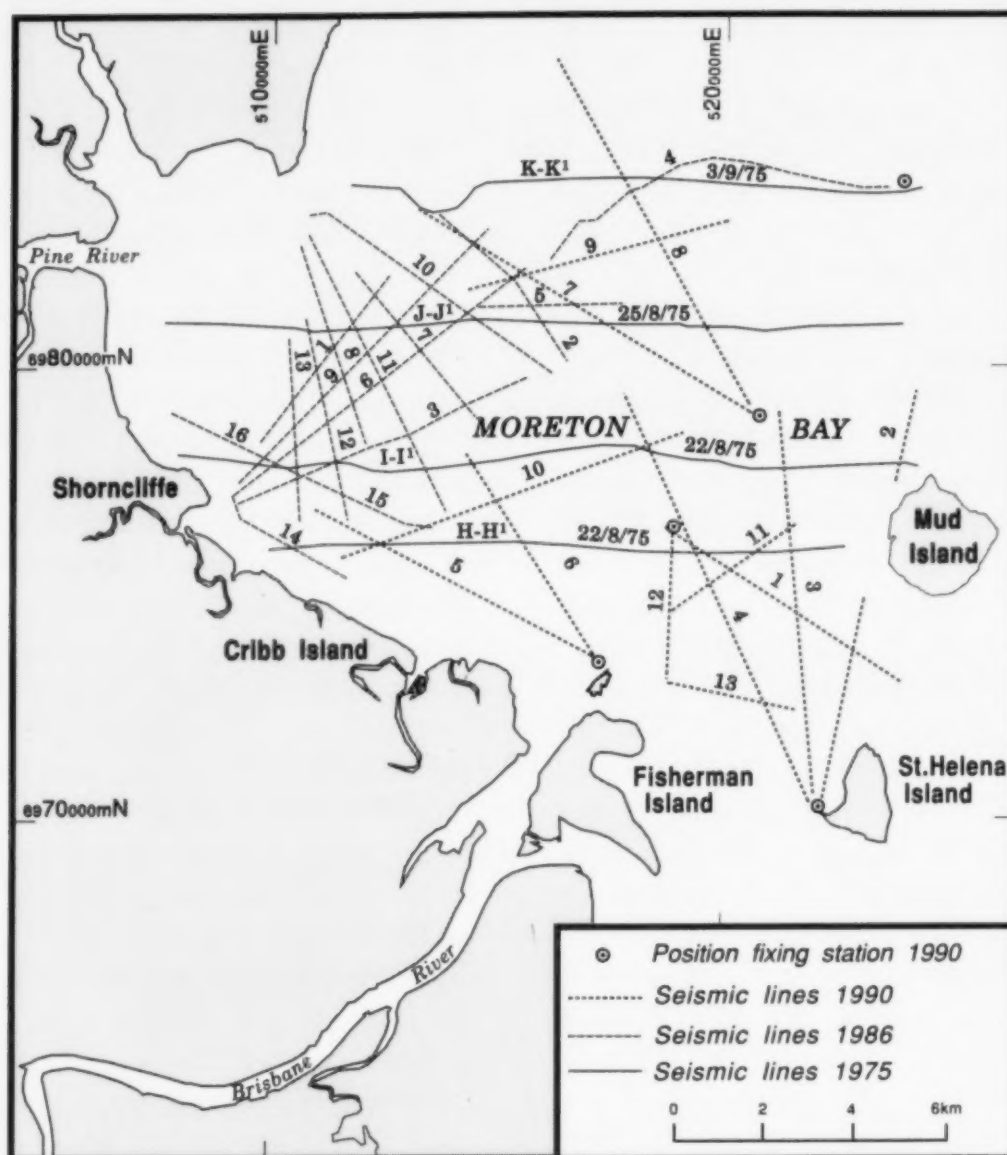 510000mE
520000mE
K-K¹
4
3/9/75
Pine River
10
9
8
5
7
J-J¹
25/8/75
2
6980000mN
13
7
8
11
7
9
6
3
12
16
MORETON
BAY
2
I-I¹
22/8/75
10
Shorncliffe
15
Mud
Island
14
H-H¹
22/8/75
11
5
6
12
1
3
4
Cribb Island
13
Fisherman
Island
St.Helena
Island
6970000mN
Brisbane
River
Position fixing station 1990
Seismic lines 1990
Seismic lines 1986
Seismic lines 1975
0 2 4 6km